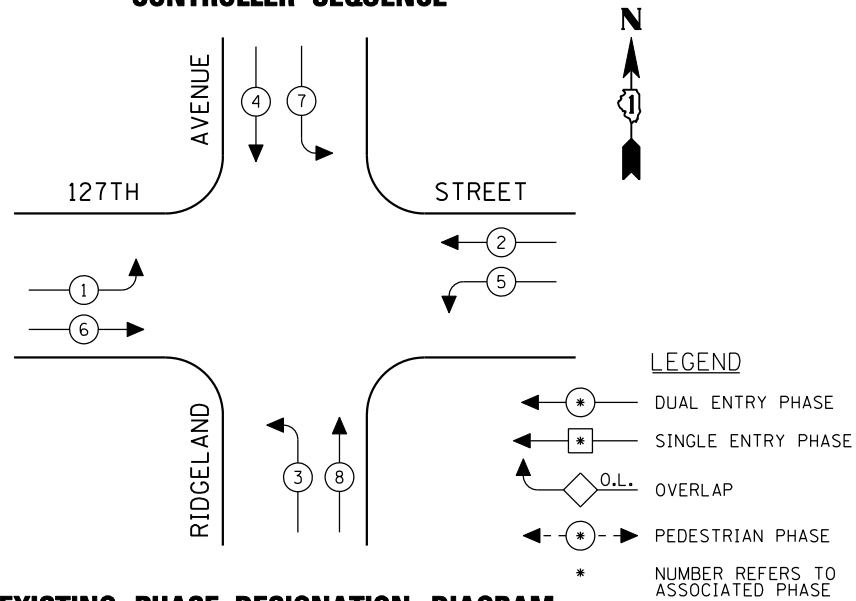 CONTROLLER SEQUENCE
N
1
AVENUE
4
7
127TH
STREET
2
5
1
6
RIDGELAND
3
8
LEGEND
* DUAL ENTRY PHASE
* SINGLE ENTRY PHASE
O.L. OVERLAP
* PEDESTRIAN PHASE
* NUMBER REFERS TO
ASSOCIATED PHASE
EXISTING PHASE DESIGNATION DIAGRAM